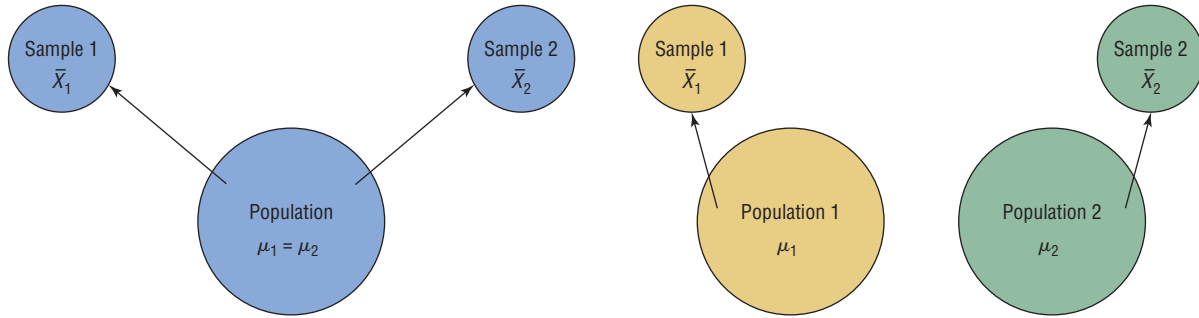 Sample 1
X̄₁
Sample 2
X̄₂
Population
μ₁ = μ₂
Sample 1
X̄₁
Population 1
μ₁
Sample 2
X̄₂
Population 2
μ₂